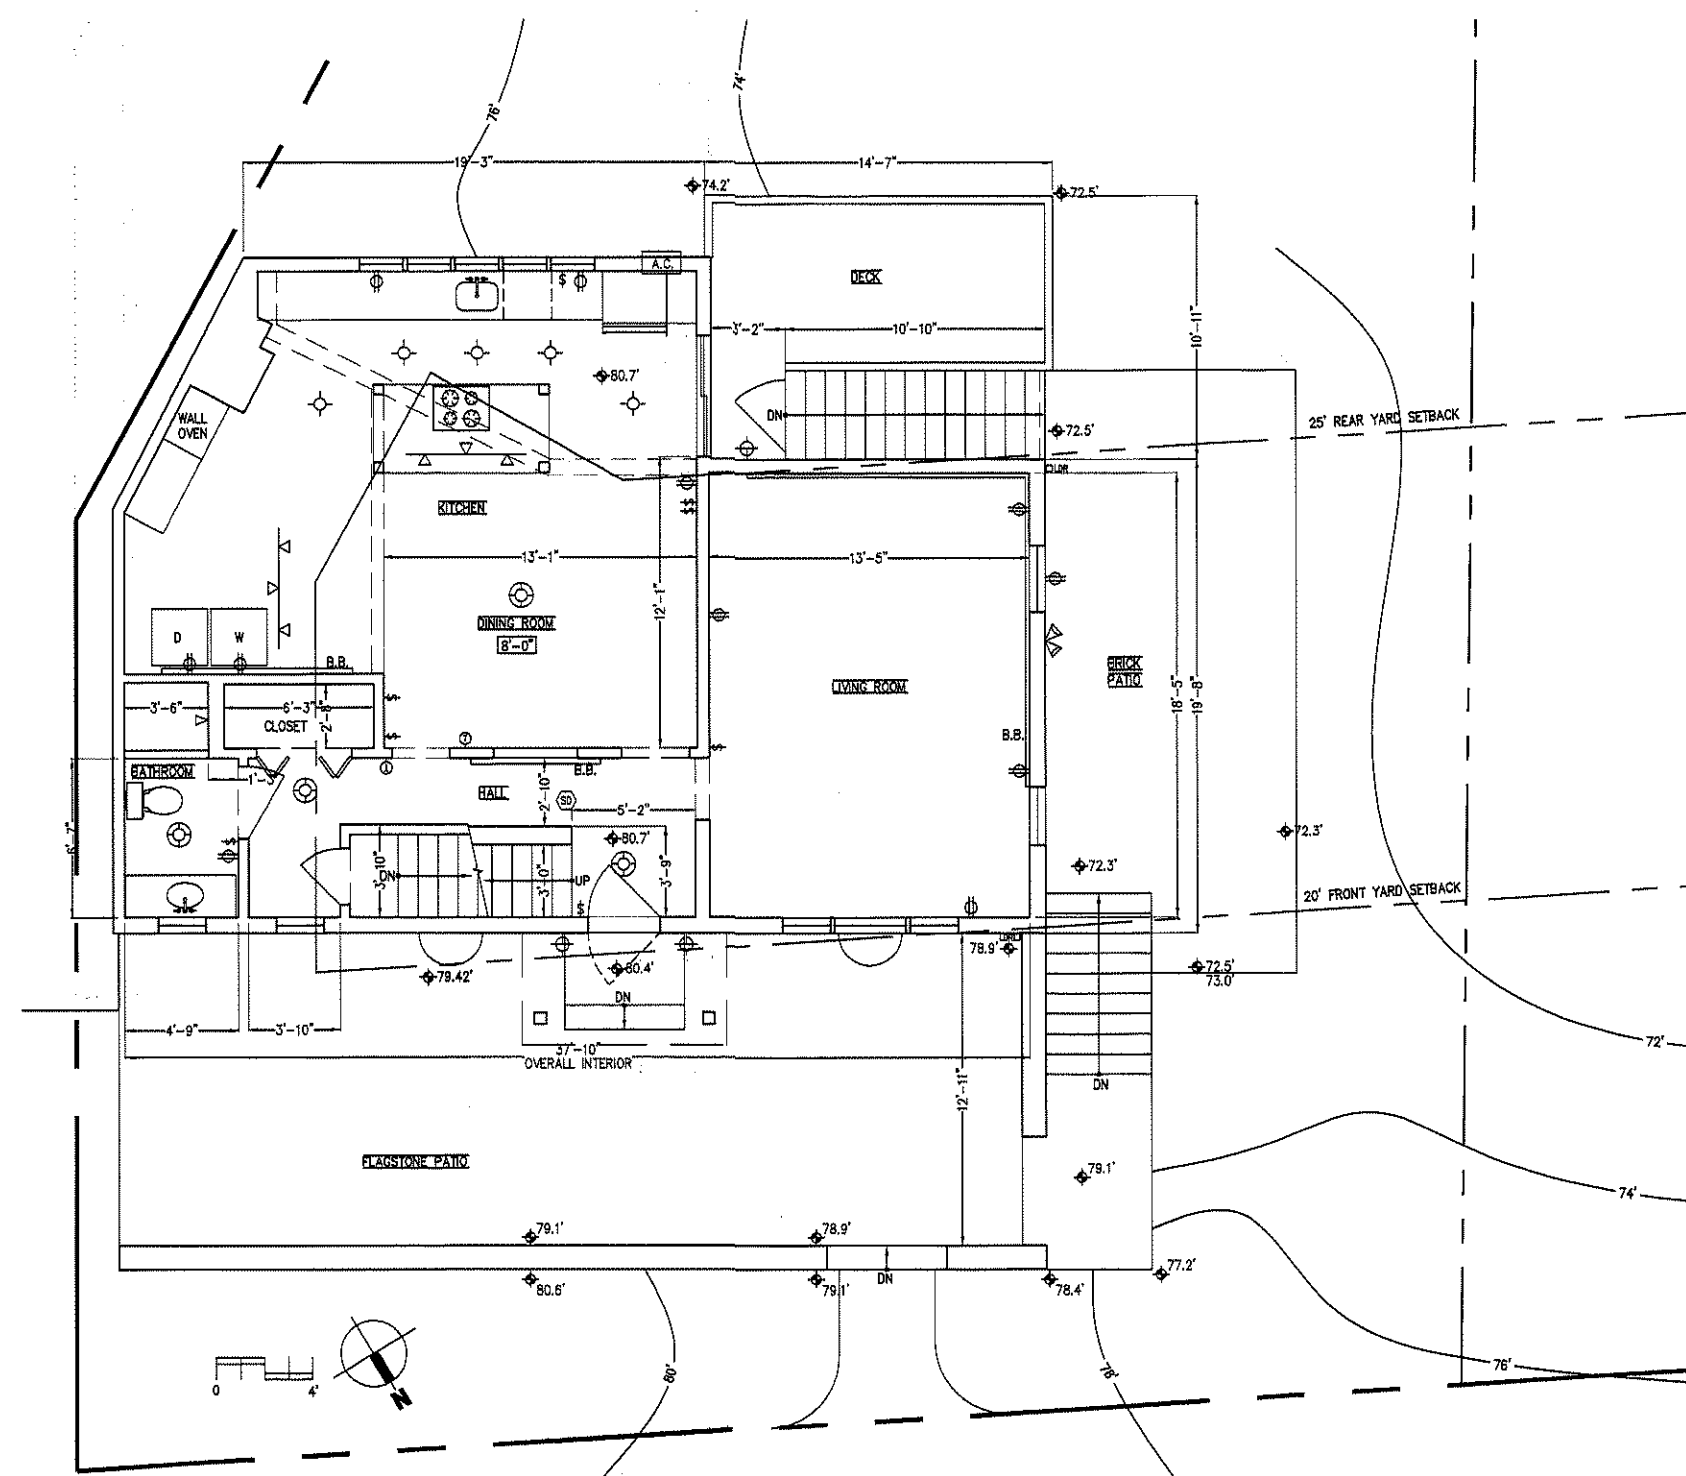 76'
74'
19'-3"
14'-7"
74.2'
72.5'
A.C.
DECK
$
3'-2"
10'-10"
10'-11"
80.7'
WALL
OVEN
DN
72.5'
25' REAR YARD SETBACK
KITCHEN
$$
13'-1"
13'-5"
12'-1"
DINING ROOM
8'-0"
D
W
B.B.
LIVING ROOM
BRICK
PATIO
18'-5"
19'-8"
3'-6"
6'-3"
2'-8"
CLOSET
$
$
$
B.B.
BATHROOM
1'-3"
B.B.
HALL
2'-10"
SD
5'-2"
6'-7"
80.7'
72.3'
72.3'
$
3'-10"
DN
3'-0"
UP
3'-9"
$
20' FRONT YARD SETBACK
78.9'
79.42'
80.4'
72.5'
73.0'
DN
4'-9"
3'-10"
37'-10"
OVERALL INTERIOR
72'
12'-11"
DN
FLAGSTONE PATIO
79.1'
74'
79.1'
78.9'
DN
80.6'
79.1'
78.4'
77.2'
80'
78'
76'
0
4'
N